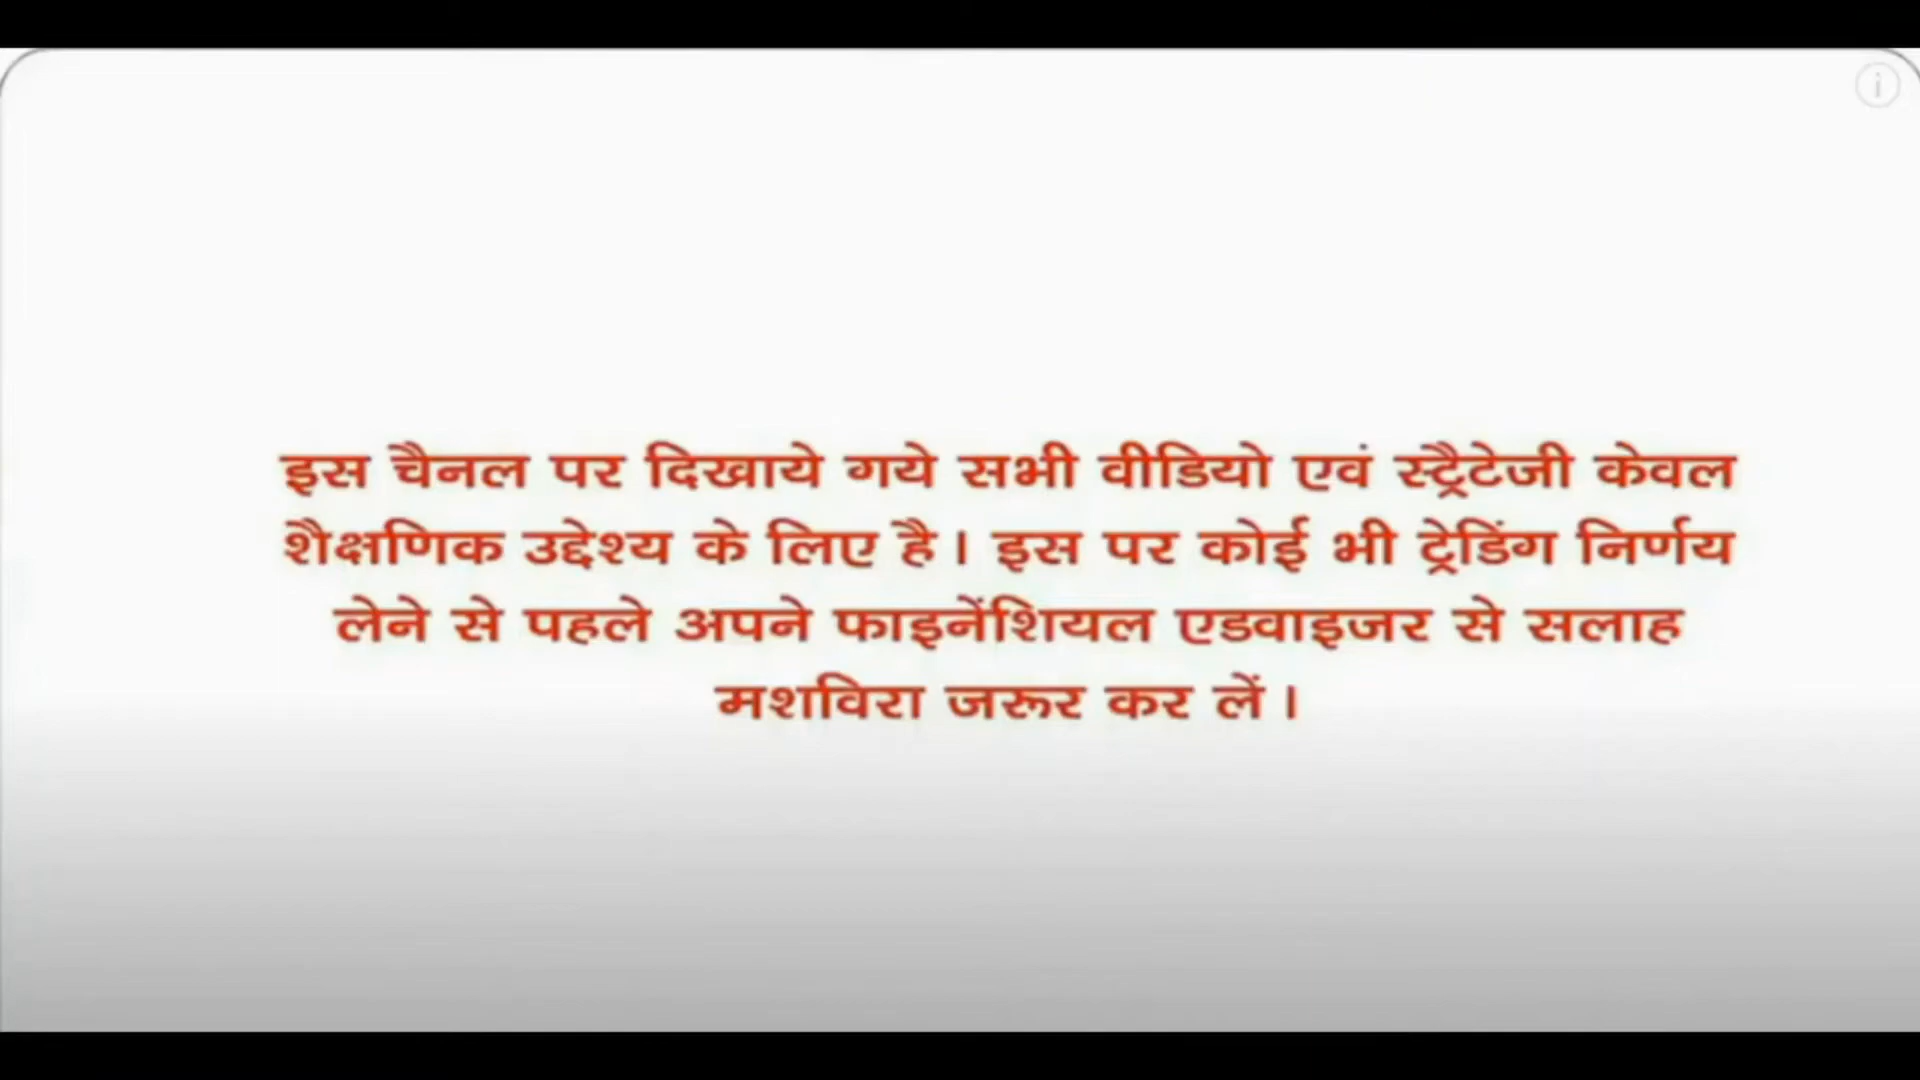 इस चैनल पर दिखाये गये सभी वीडियो एवं स्ट्रैटेजी केवल
शैक्षणिक उद्देश्य के लिए है। इस पर कोई भी ट्रेडिंग निर्णय
लेने से पहले अपने फाइनेंशियल एडवाइजर से सलाह
मशविरा जरूर कर लें।